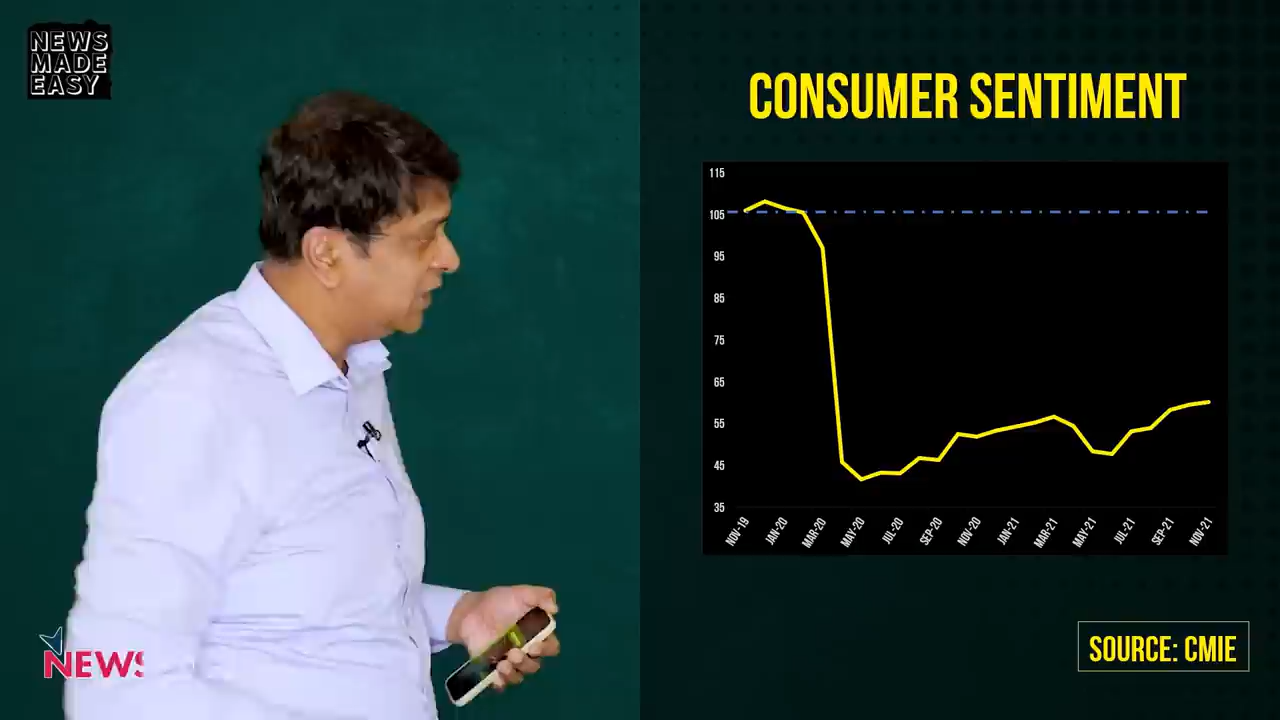 NEWS
MADE
EASY
CONSUMER SENTIMENT
115
105
95
85
75
65
55
45
35
NOV-19
JAN-20
MAR-20
MAY-20
JUL-20
SEP-20
NOV-20
JAN-21
MAR-21
MAY-21
JUL-21
SEP-21
NOV-21
NEWS
SOURCE: CMIE